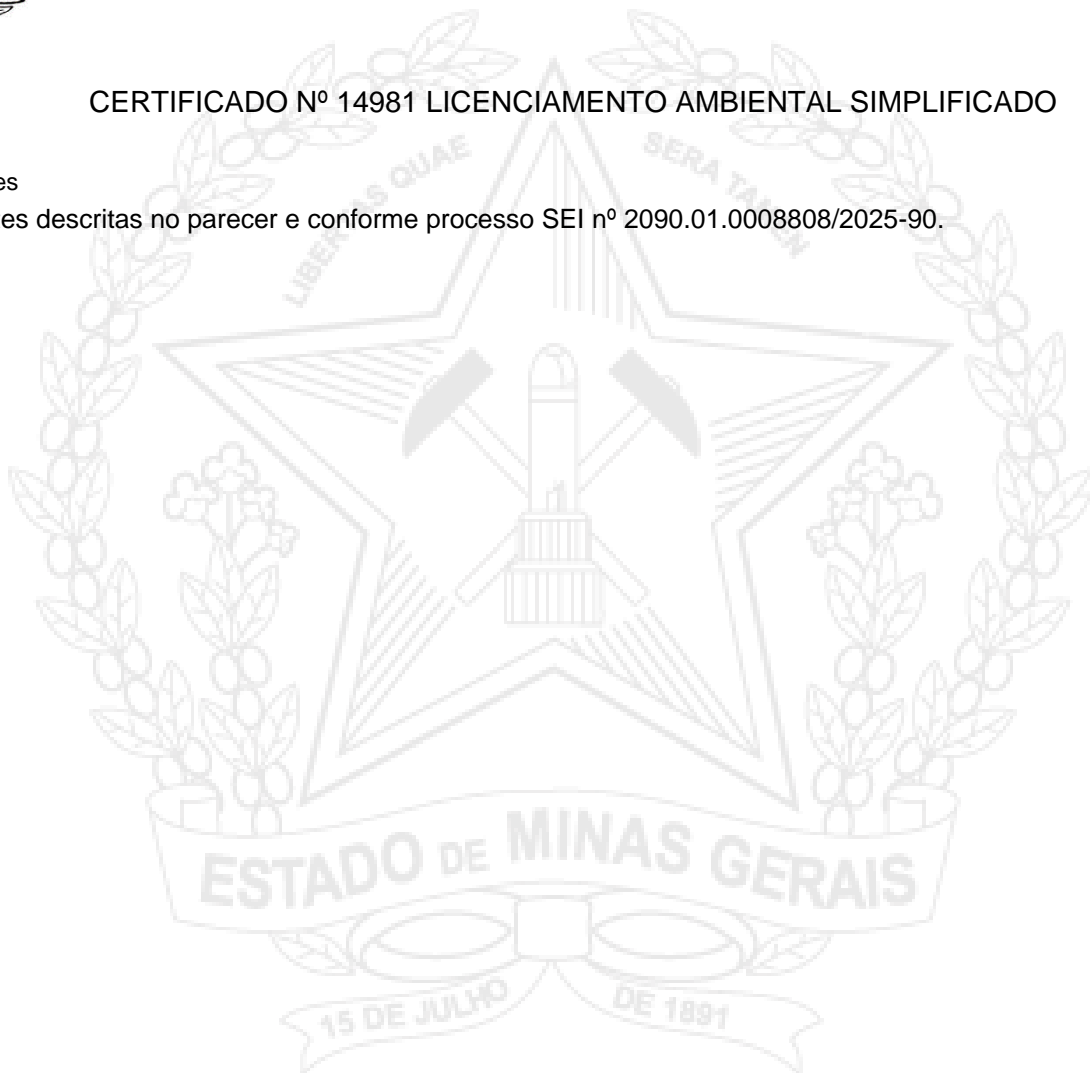 CERTIFICADO Nº 14981 LICENCIAMENTO AMBIENTAL SIMPLIFICADO
es
es descritas no parecer e conforme processo SEI nº 2090.01.0008808/2025-90.
LIBERTAS QUAE SERA TAMEN
ESTADO DE MINAS GERAIS
15 DE JULHO DE 1891